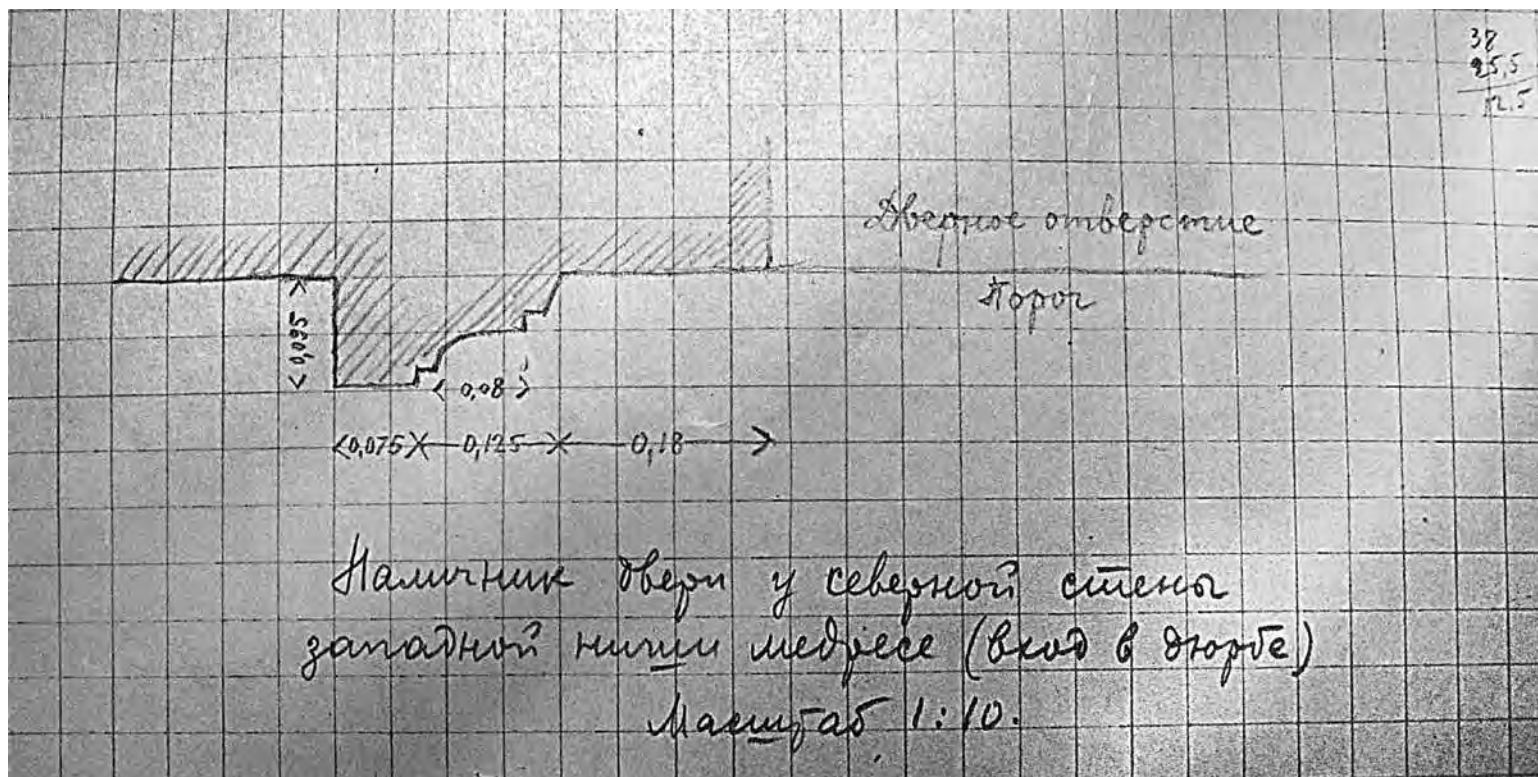 38
25,5
12.5
Дверное отверстие
Порог
0,095
0,08
0,075
0,125
0,18
Наличник двери у северной стены
западной ниши медресе (вход в дюрбе)
Масштаб 1:10.